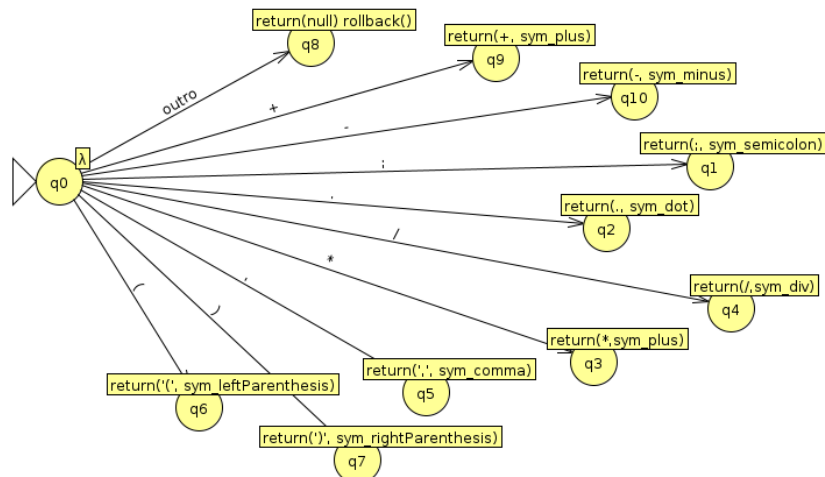 return(null) rollback()
q8
return(+, sym_plus)
q9
return(-, sym_minus)
q10
outro
+
-
;
return(;, sym_semicolon)
q1
λ
q0
.
return(., sym_dot)
q2
/
return(/,sym_div)
q4
*
return(*,sym_plus)
q3
,
return(',', sym_comma)
q5
(
return('(', sym_leftParenthesis)
q6
)
return(')', sym_rightParenthesis)
q7